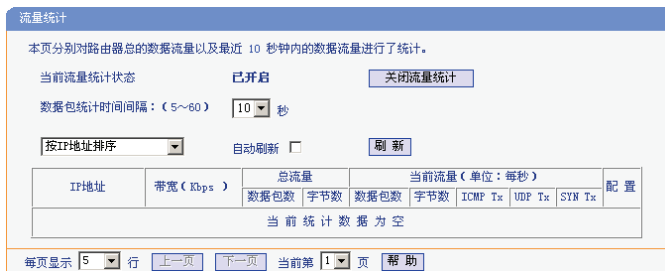 流量统计
本页分别对路由器总的数据流量以及最近 10 秒钟内的数据流量进行了统计。
当前流量统计状态 已开启 关闭流量统计
数据包统计时间间隔：（5～60） 10 秒
按IP地址排序 自动刷新 刷 新
总流量 当前流量（单位：每秒）
IP地址 带宽（Kbps ） 配 置
数据包数 字节数 数据包数 字节数 ICMP Tx UDP Tx SYN Tx
当 前 统 计 数 据 为 空
每页显示 5 行 上一页 下一页 当前第 1 页 帮 助